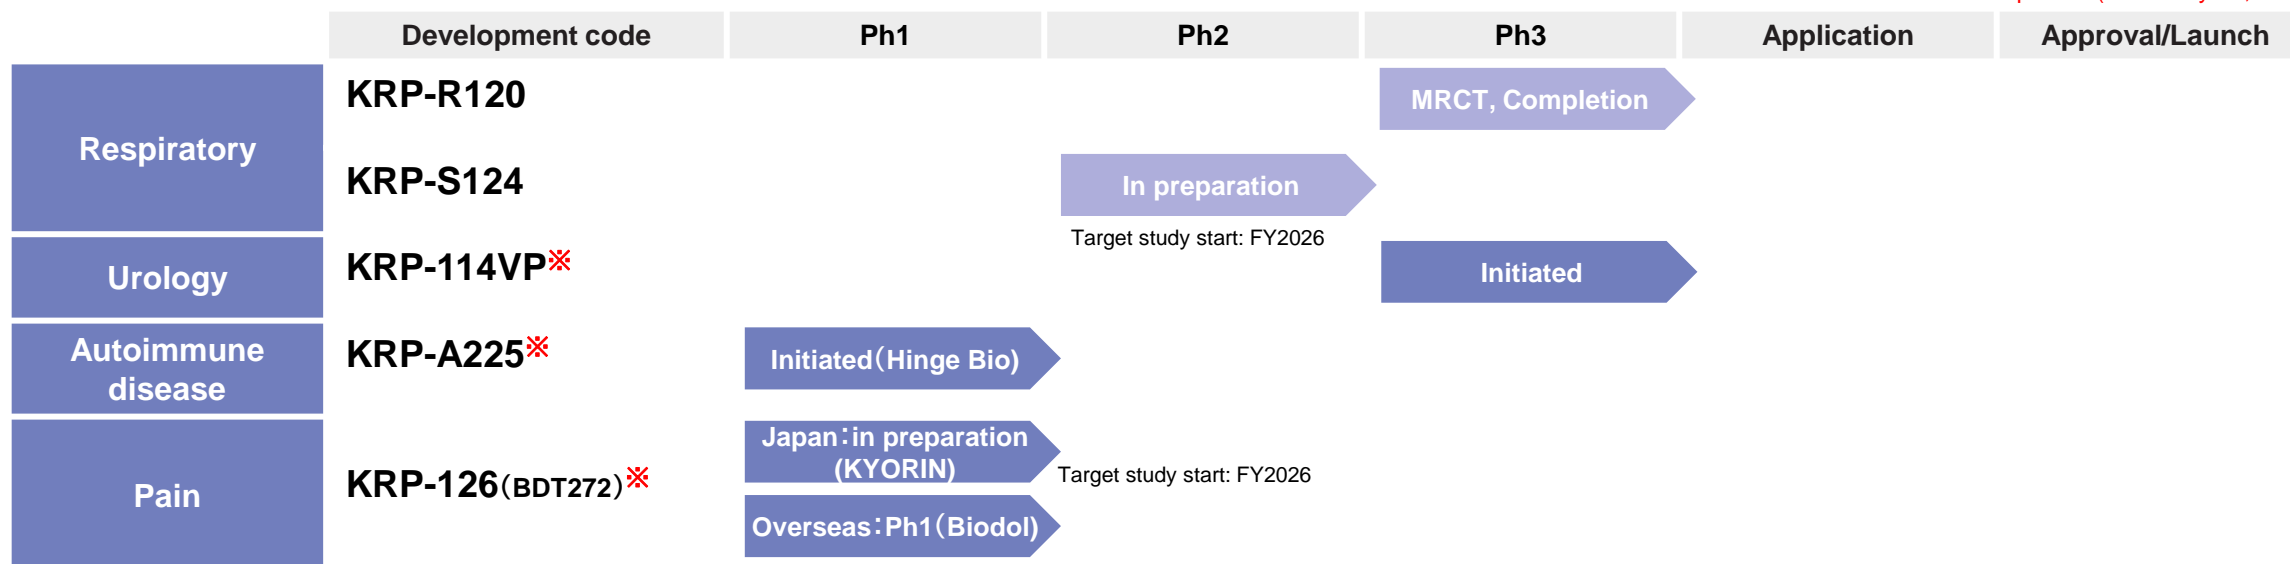 Development code Ph1 Ph2 Ph3 Application Approval/Launch
Respiratory
KRP-R120
MRCT, Completion
KRP-S124
In preparation
Target study start: FY2026
Urology
KRP-114VP※
Initiated
Autoimmune
disease
KRP-A225※
Initiated（Hinge Bio)
Pain
KRP-126（BDT272）※
Japan：in preparation
(KYORIN)
Target study start: FY2026
Overseas：Ph1（Biodol)